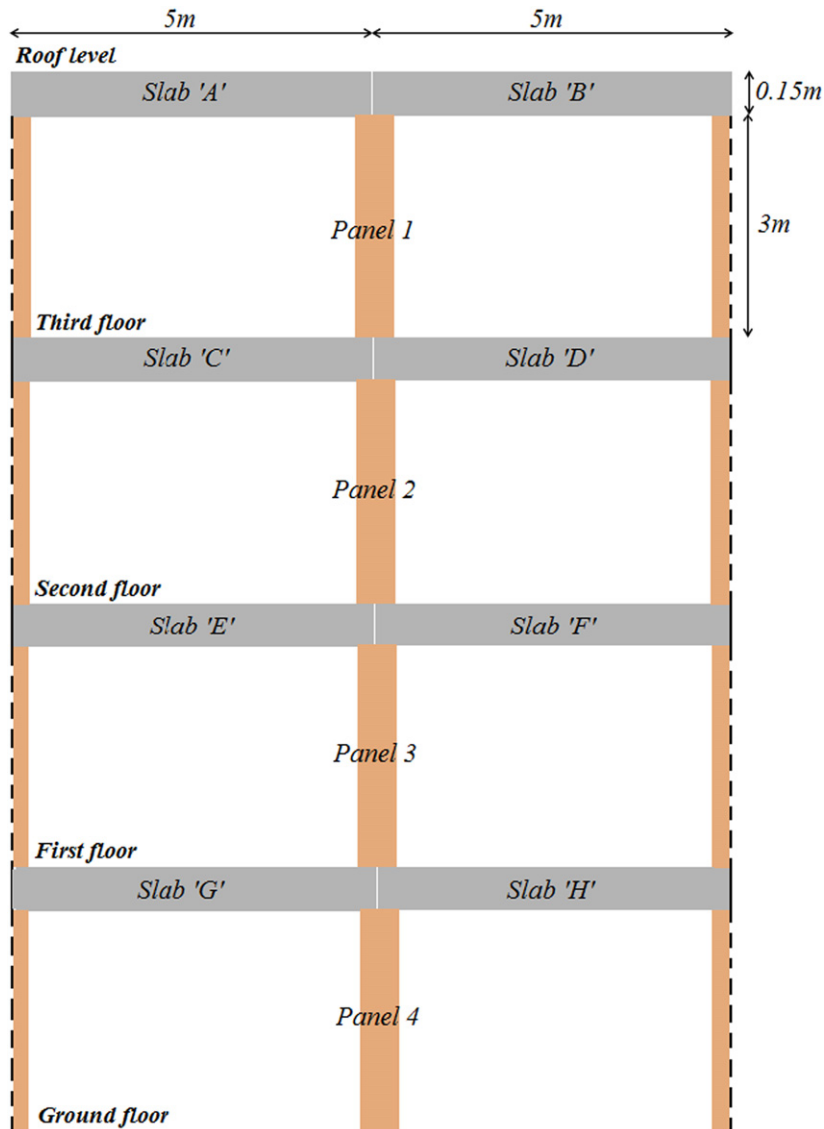 5m 5m
Roof level
Slab 'A' Slab 'B' 0.15m
Panel 1 3m
Third floor
Slab 'C' Slab 'D'
Panel 2
Second floor
Slab 'E' Slab 'F'
Panel 3
First floor
Slab 'G' Slab 'H'
Panel 4
Ground floor